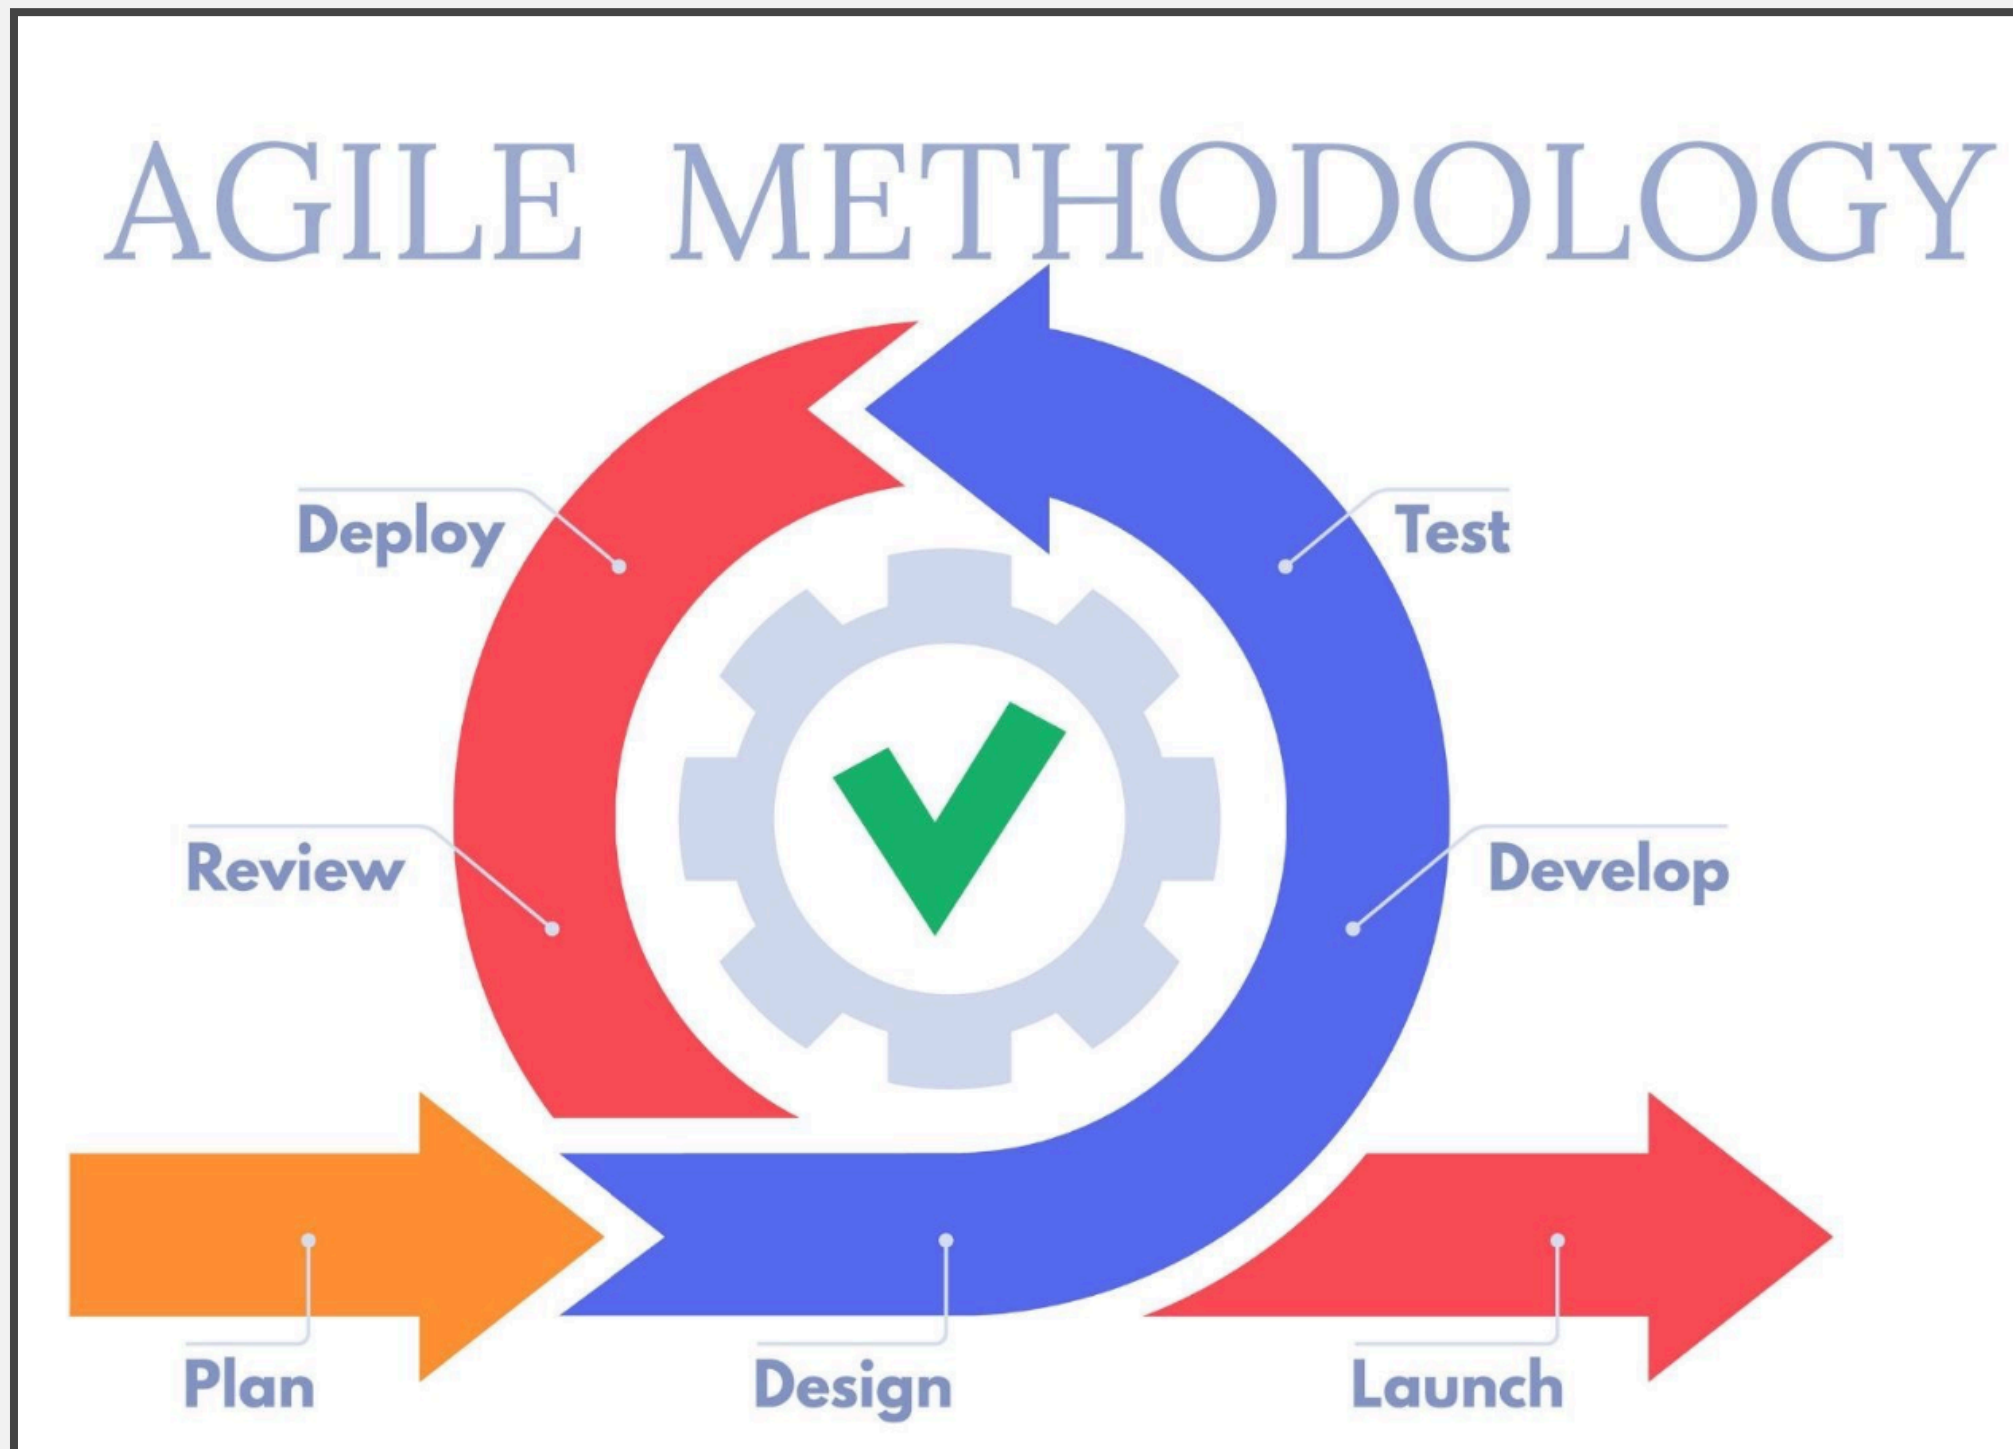 AGILE METHODOLOGY
Deploy
Test
Review
Develop
Plan
Design
Launch